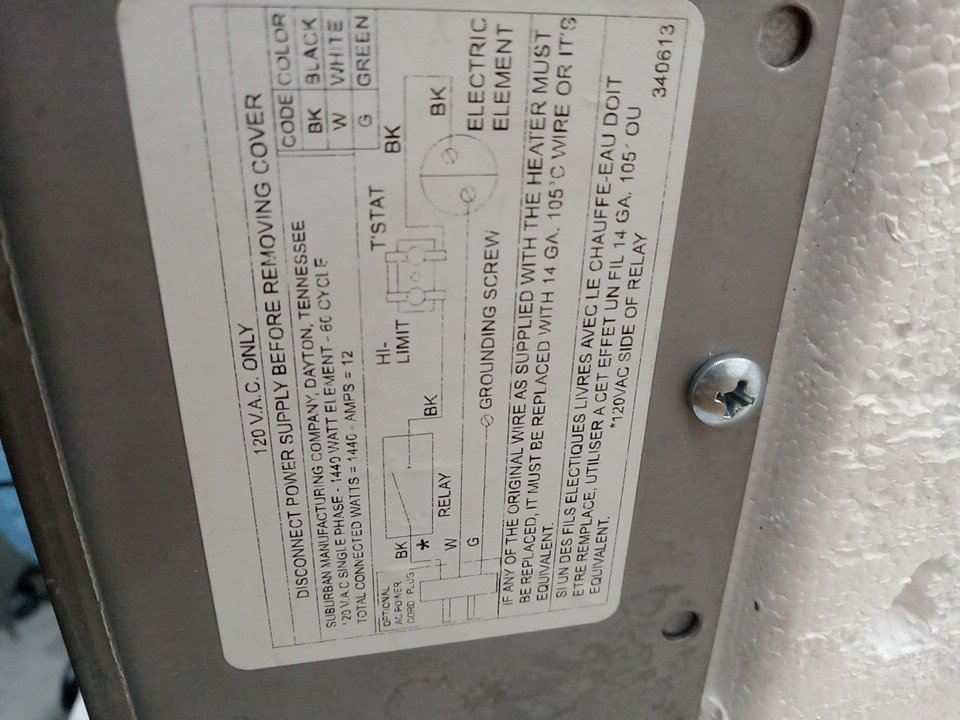 120 V.A.C. ONLY
DISCONNECT POWER SUPPLY BEFORE REMOVING COVER
SUBURBAN MANUFACTURING COMPANY, DAYTON, TENNESSEE
120 V.A.C SINGLE PHASE - 1440 WATT ELEMENT - 60 CYCLE
TOTAL CONNECTED WATTS = 1440 - AMPS = 12
CODE COLOR
BK BLACK
W WHITE
G GREEN
OPTIONAL
AC POWER
CORD PLUG
BK
*
W
G
RELAY
BK
HI-
LIMIT
T'STAT
BK
BK
ELECTRIC
ELEMENT
GROUNDING SCREW
IF ANY OF THE ORIGINAL WIRE AS SUPPLIED WITH THE HEATER MUST
BE REPLACED, IT MUST BE REPLACED WITH 14 GA. 105°C WIRE OR IT'S
EQUIVALENT.
SI UN DES FILS ELECTIQUES LIVRES AVEC LE CHAUFFE-EAU DOIT
ETRE REMPLACE, UTILISER A CET EFFET UN FIL 14 GA. 105° OU
EQUIVALENT.
*120VAC SIDE OF RELAY
340613